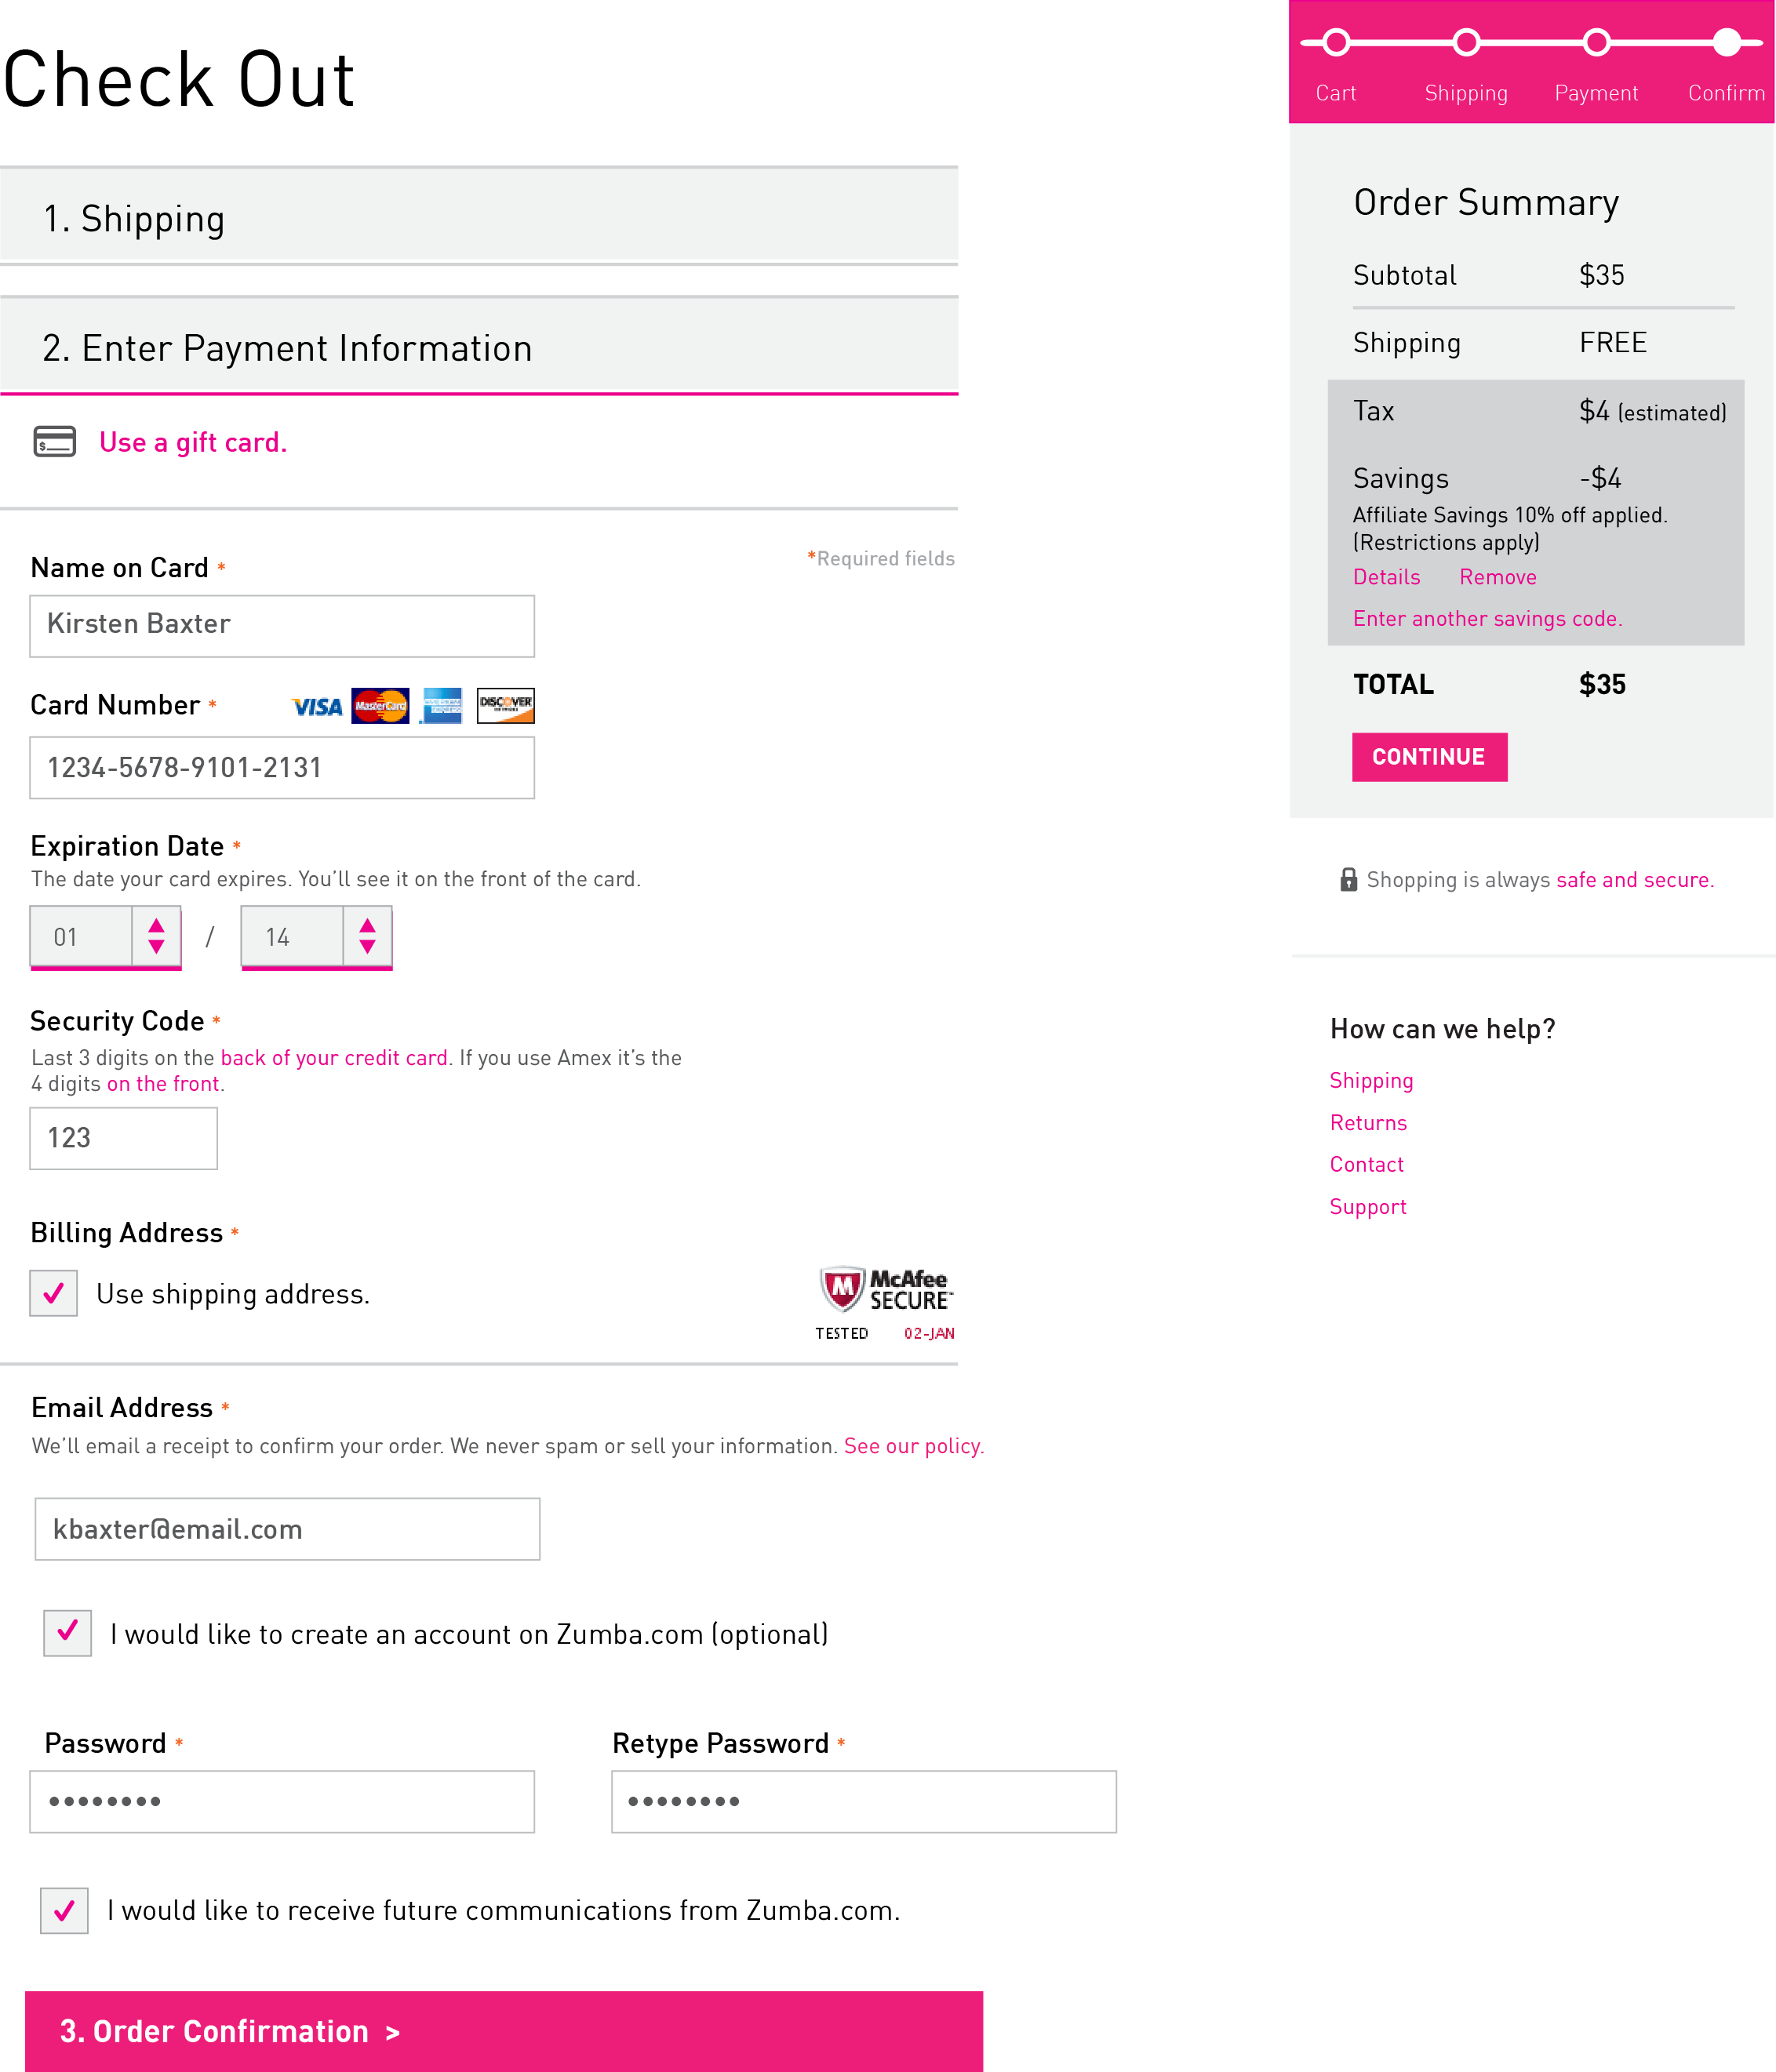 Check Out
1. Shipping
2. Enter Payment Information
$
Use a gift card.
*Required fields
Name on Card *
Kirsten Baxter
Card Number *
VISA MasterCard DISCOVER
1234-5678-9101-2131
Expiration Date *
The date your card expires. You'll see it on the front of the card.
01 / 14
Security Code *
Last 3 digits on the back of your credit card. If you use Amex it's the
4 digits on the front.
123
Billing Address *
Use shipping address.
M McAfee
SECURE™
TESTED 02-JAN
Email Address *
We'll email a receipt to confirm your order. We never spam or sell your information. See our policy.
kbaxter@email.com
I would like to create an account on Zumba.com (optional)
Password * Retype Password *
•••••••• ••••••••
I would like to receive future communications from Zumba.com.
3. Order Confirmation >
Cart Shipping Payment Confirm
Order Summary
Subtotal $35
Shipping FREE
Tax $4 (estimated)
Savings -$4
Affiliate Savings 10% off applied.
(Restrictions apply)
Details Remove
Enter another savings code.
TOTAL $35
CONTINUE
Shopping is always safe and secure.
How can we help?
Shipping
Returns
Contact
Support